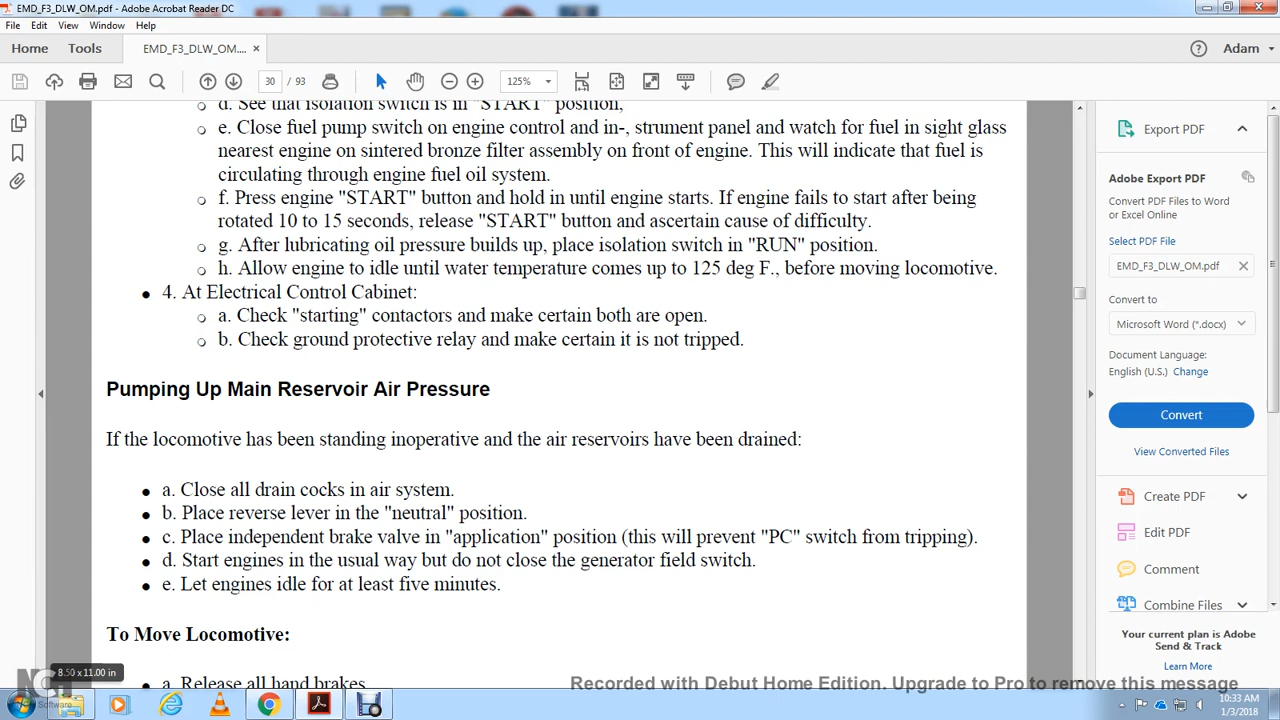 EMD_F3_DLW_OM.pdf - Adobe Acrobat Reader DC
File Edit View Window Help
Home Tools EMD_F3_DLW_OM.... × Adam
30 / 93 125%
d. See that isolation switch is in "START" position,
e. Close fuel pump switch on engine control and in-, strument panel and watch for fuel in sight glass
nearest engine on sintered bronze filter assembly on front of engine. This will indicate that fuel is
circulating through engine fuel oil system.
f. Press engine "START" button and hold in until engine starts. If engine fails to start after being
rotated 10 to 15 seconds, release "START" button and ascertain cause of difficulty.
g. After lubricating oil pressure builds up, place isolation switch in "RUN" position.
h. Allow engine to idle until water temperature comes up to 125 deg F., before moving locomotive.
4. At Electrical Control Cabinet:
a. Check "starting" contactors and make certain both are open.
b. Check ground protective relay and make certain it is not tripped.
Pumping Up Main Reservoir Air Pressure
If the locomotive has been standing inoperative and the air reservoirs have been drained:
a. Close all drain cocks in air system.
b. Place reverse lever in the "neutral" position.
c. Place independent brake valve in "application" position (this will prevent "PC" switch from tripping).
d. Start engines in the usual way but do not close the generator field switch.
e. Let engines idle for at least five minutes.
To Move Locomotive:
a. Release all hand brakes
8.50 x 11.00 in
Export PDF
Adobe Export PDF
Convert PDF Files to Word
or Excel Online
Select PDF File
EMD_F3_DLW_OM.pdf
Convert to
Microsoft Word (*.docx)
Document Language:
English (U.S.) Change
Convert
View Converted Files
Create PDF
Edit PDF
Comment
Combine Files
Your current plan is Adobe
Send & Track
Learn More
NCH Software
Recorded with Debut Home Edition. Upgrade to Pro to remove this message
10:33 AM
1/3/2018